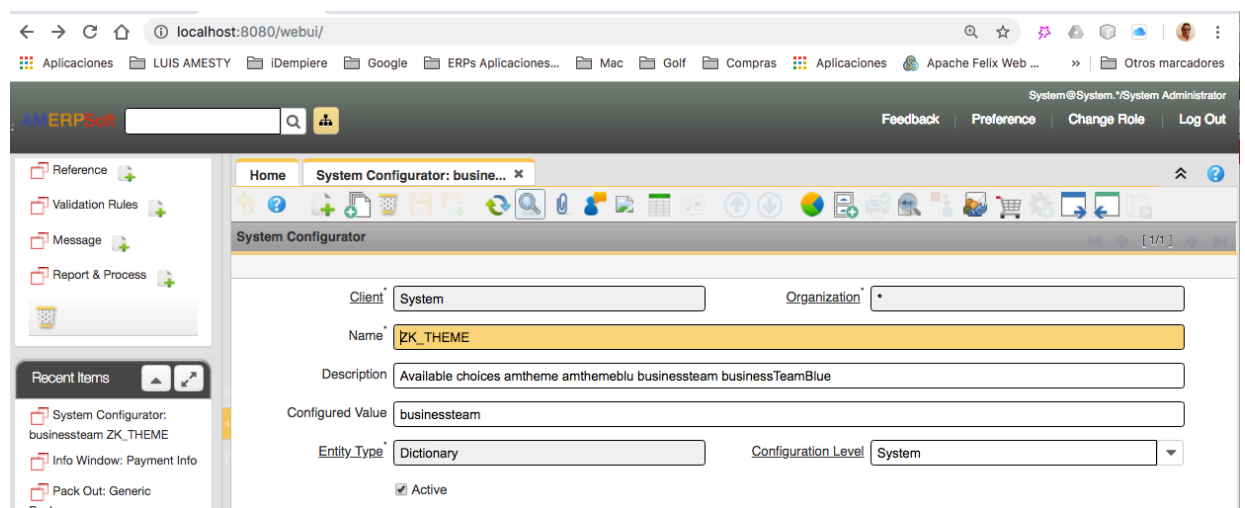 localhost:8080/webui/
Aplicaciones LUIS AMESTY iDempiere Google ERPs Aplicaciones... Mac Golf Compras Aplicaciones Apache Felix Web ... » Otros marcadores
System@System.*/System Administrator
AMERPSoft Feedback Preference Change Role Log Out
Reference
Validation Rules
Message
Report & Process
Recent Items
System Configurator:
businessteam ZK_THEME
Info Window: Payment Info
Pack Out: Generic
Home System Configurator: busine... ×
System Configurator [1/1]
Client* System Organization* *
Name* ZK_THEME
Description Available choices amtheme amthemeblu businessteam businessTeamBlue
Configured Value businessteam
Entity Type* Dictionary Configuration Level System
Active